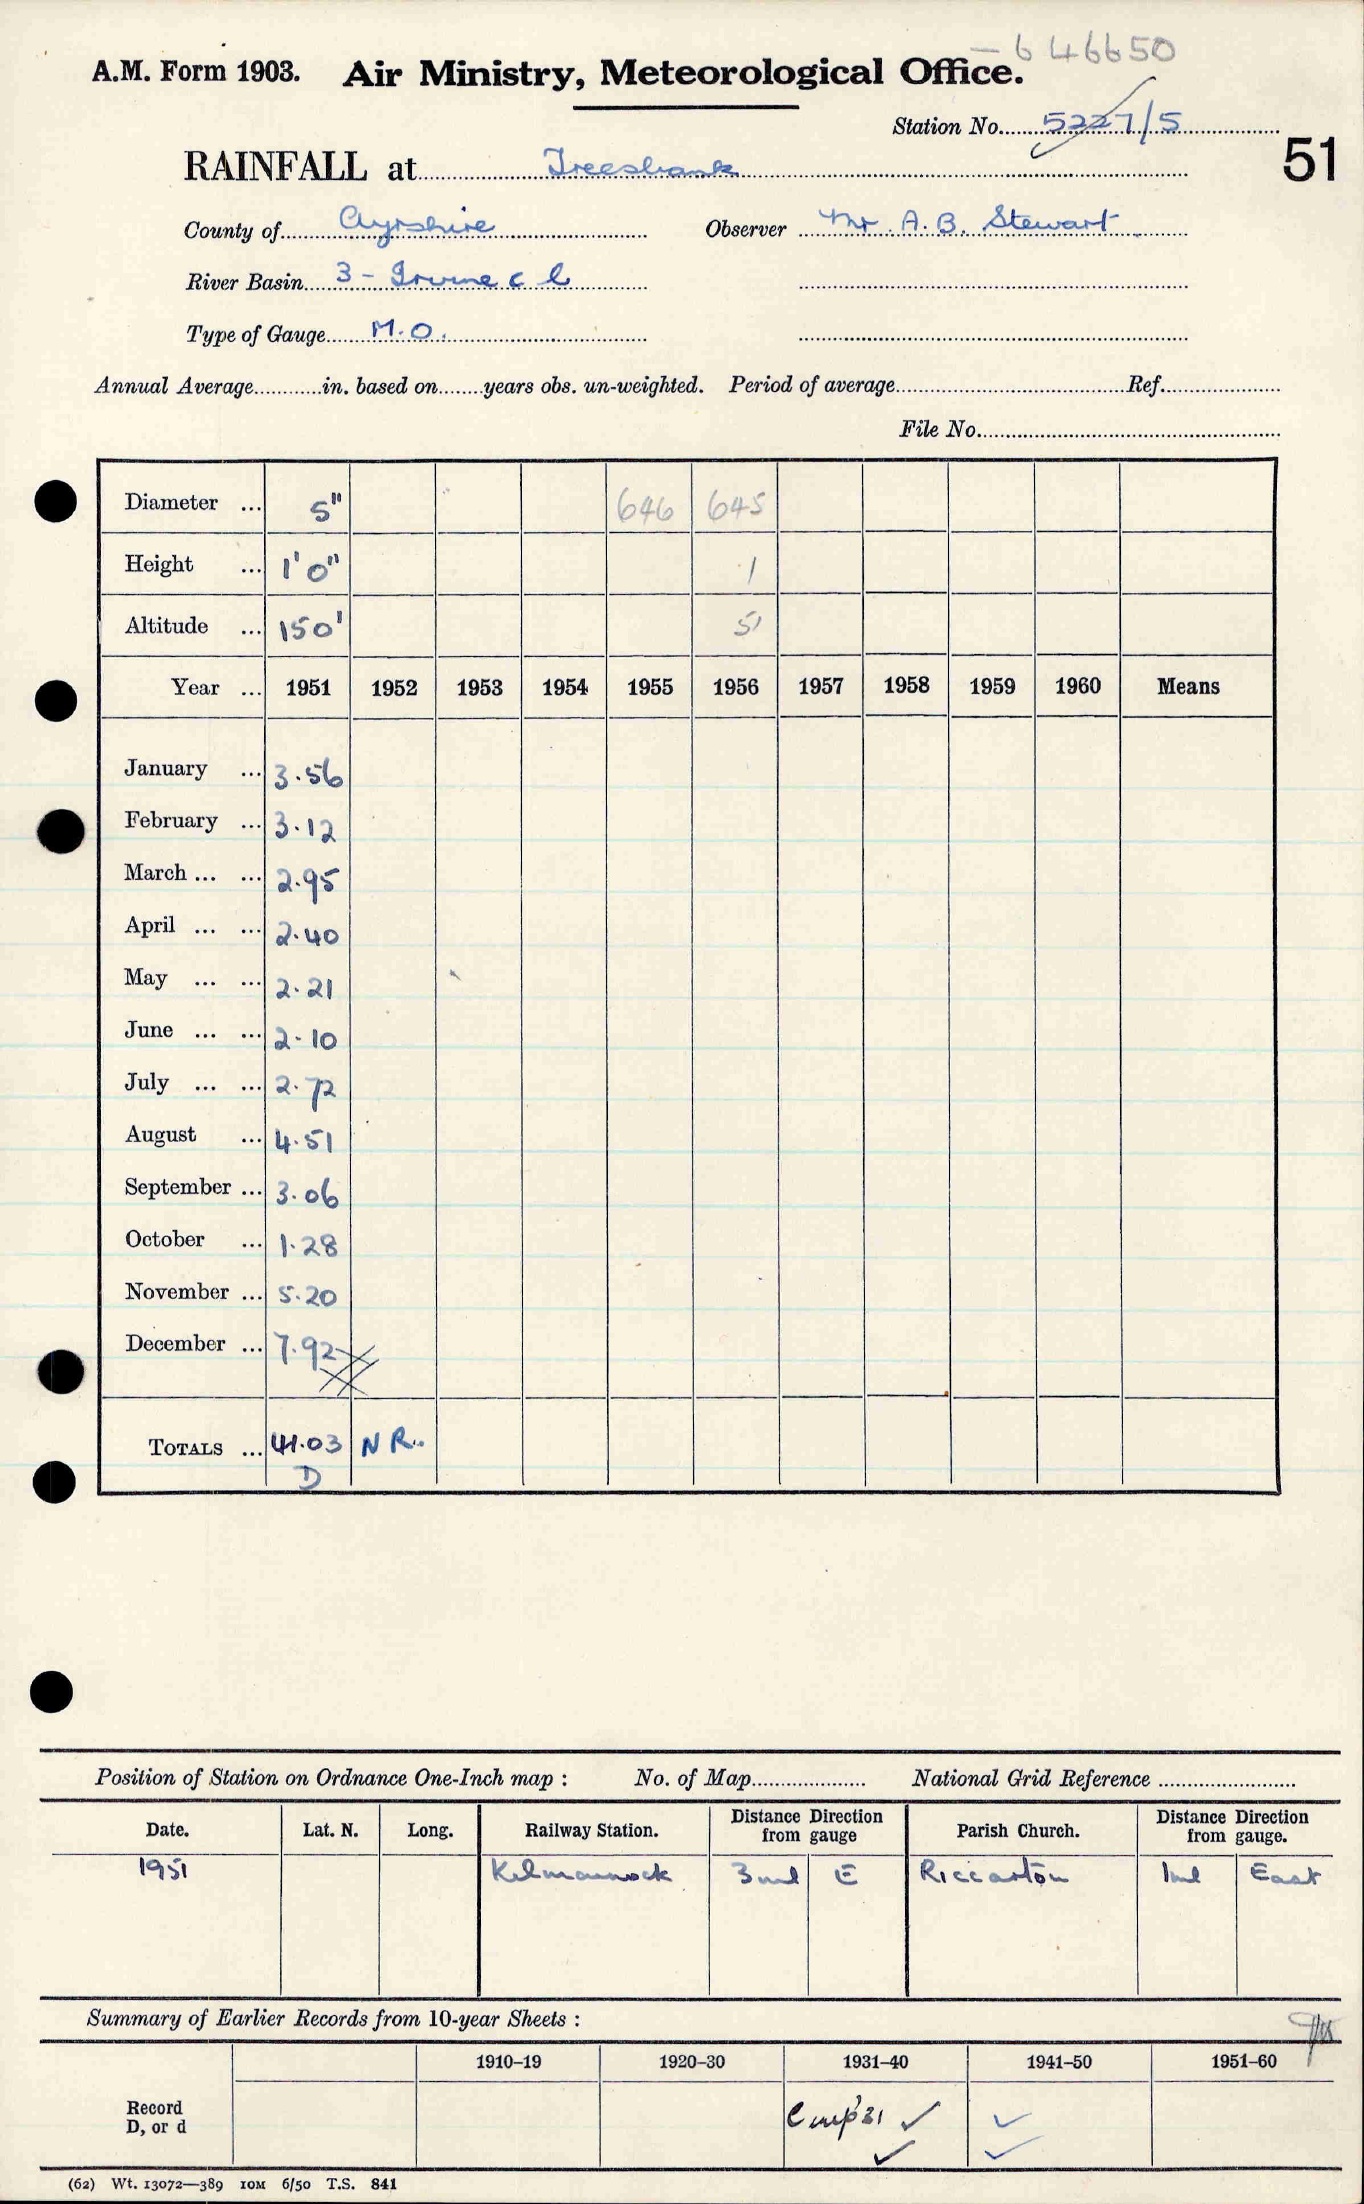 — 646650
A.M. Form 1903. Air Ministry, Meteorological Office.
Station No. 5227/5
51
RAINFALL at Treesbank
County of Ayrshire Observer Mr. A. B. Stewart
River Basin 3 - Irvine c l
Type of Gauge M.O.
Annual Average in. based on years obs. un-weighted. Period of average Ref.
File No.
Diameter ... 5" 646 645
Height ... 1' 0" 1
Altitude ... 150' 51
Year ... 1951 1952 1953 1954 1955 1956 1957 1958 1959 1960 Means
January ... 3.56
February ... 3.12
March ... ... 2.95
April ... ... 2.40
May ... ... 2.21
June ... ... 2.10
July ... ... 2.72
August ... 4.51
September ... 3.06
October ... 1.28
November ... 5.20
December ... 7.92
TOTALS ... 41.03 N R..
D
Position of Station on Ordnance One-Inch map : No. of Map National Grid Reference
Date. Lat. N. Long. Railway Station. Distance Direction from gauge Parish Church. Distance Direction from gauge.
1951 Kilmarnock 3 ml E Riccarton 1ml East
Summary of Earlier Records from 10-year Sheets :
1910–19 1920–30 1931–40 1941–50 1951–60
Record
D, or d
(62) Wt. 13072—389 10M 6/50 T.S. 841